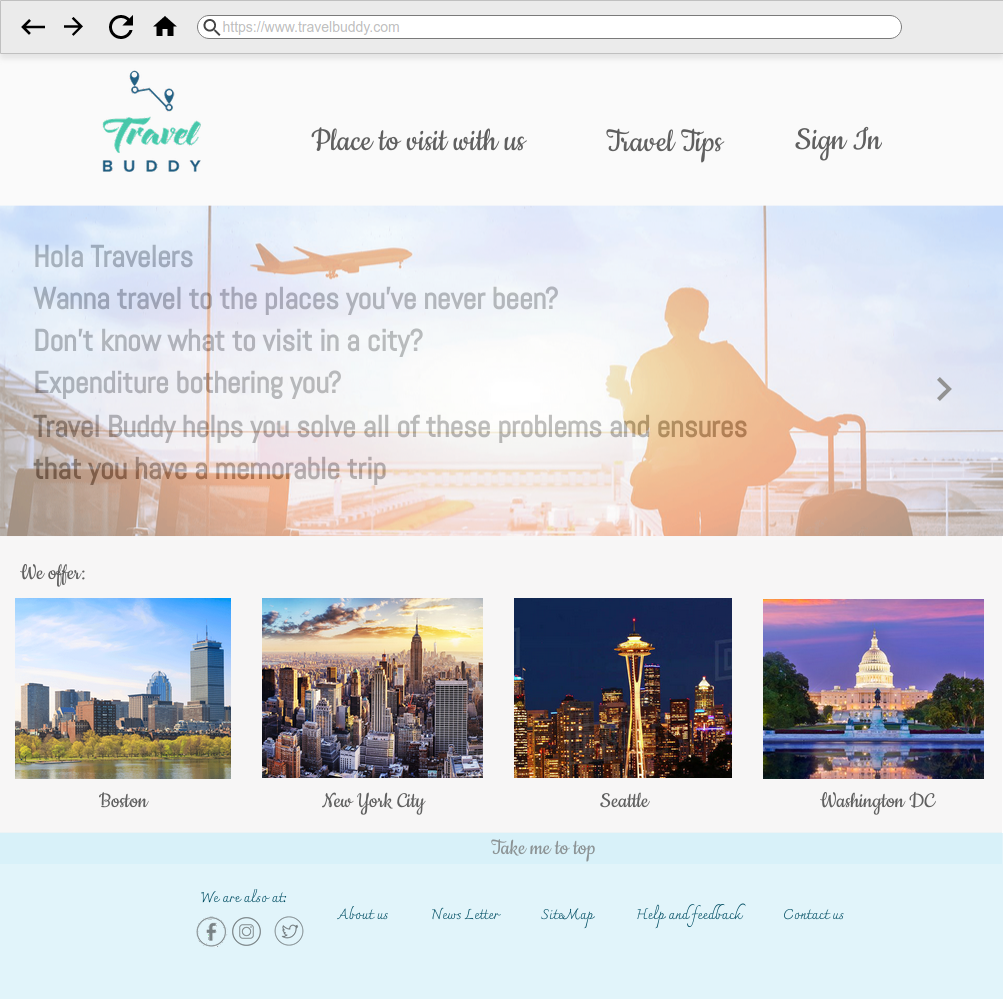 https://www.travelbuddy.com
Travel
BUDDY
Place to visit with us
Travel Tips
Sign In
Hola Travelers
Wanna travel to the places you've never been?
Don't know what to visit in a city?
Expenditure bothering you?
Travel Buddy helps you solve all of these problems and ensures
that you have a memorable trip
We offer:
Boston
New York City
Seattle
Washington DC
Take me to top
We are also at:
About us
News Letter
SiteMap
Help and feedback
Contact us